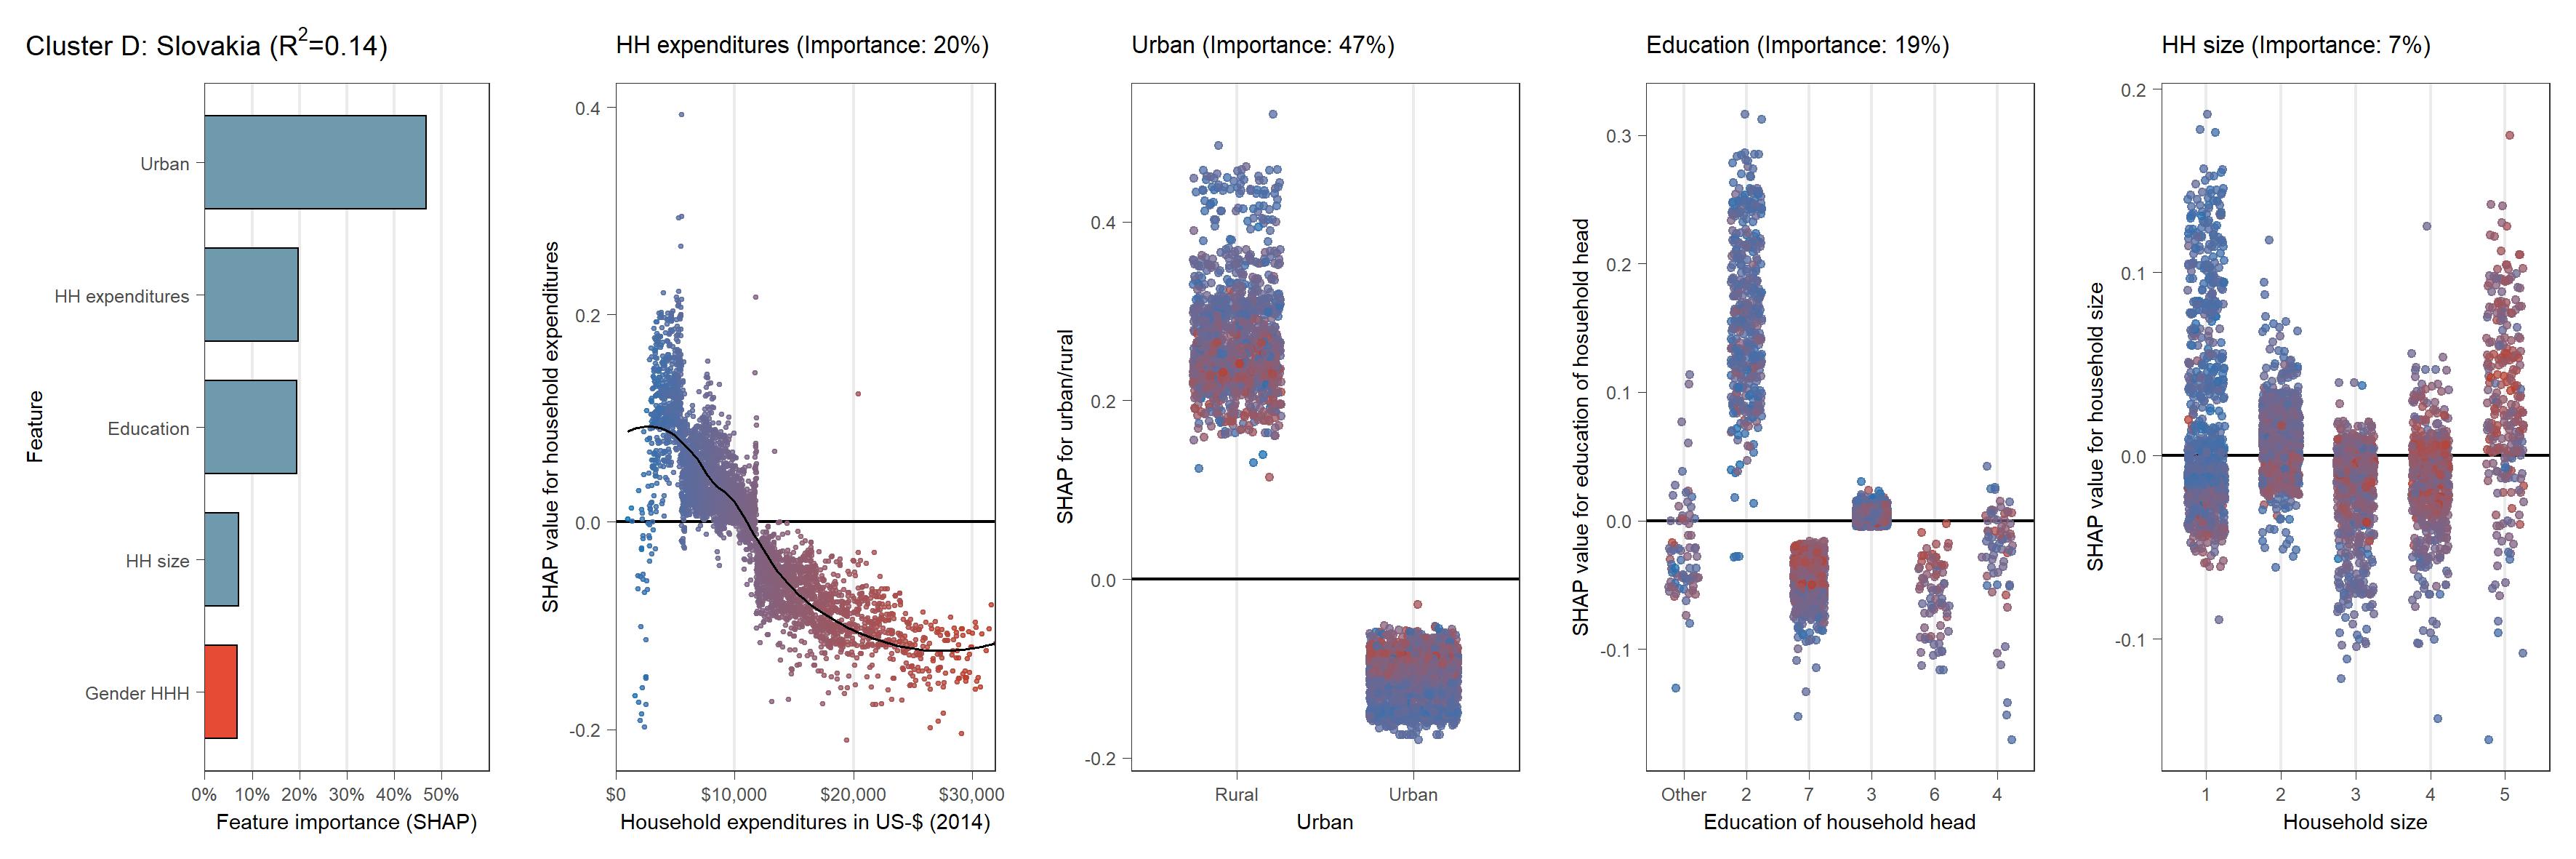 Cluster D: Slovakia (R²=0.14)
Feature
Urban
HH expenditures
Education
HH size
Gender HHH
0% 10% 20% 30% 40% 50%
Feature importance (SHAP)
HH expenditures (Importance: 20%)
SHAP value for household expenditures
0.4
0.2
0.0
-0.2
$0 $10,000 $20,000 $30,000
Household expenditures in US-$ (2014)
Urban (Importance: 47%)
SHAP for urban/rural
0.4
0.2
0.0
-0.2
Rural Urban
Urban
Education (Importance: 19%)
SHAP value for education of hosuehold head
0.3
0.2
0.1
0.0
-0.1
Other 2 7 3 6 4
Education of household head
HH size (Importance: 7%)
SHAP value for household size
0.2
0.1
0.0
-0.1
1 2 3 4 5
Household size